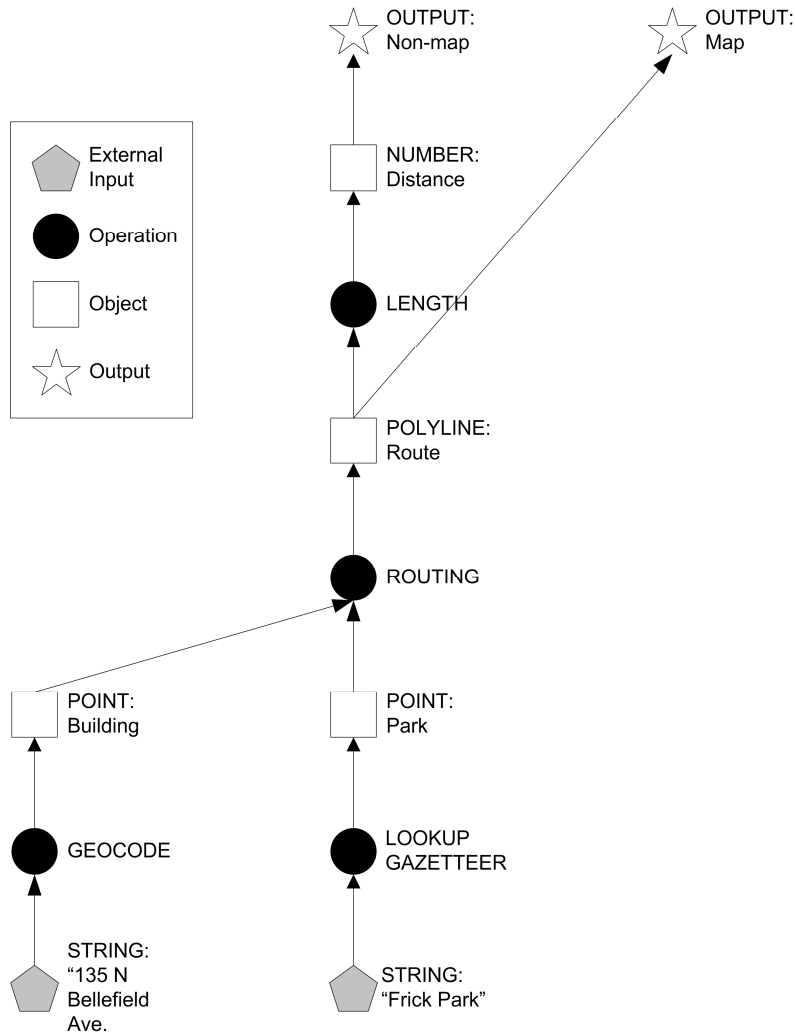 OUTPUT:
Non-map
OUTPUT:
Map
External
Input
Operation
Object
Output
NUMBER:
Distance
LENGTH
POLYLINE:
Route
ROUTING
POINT:
Building
POINT:
Park
GEOCODE
LOOKUP
GAZETTEER
STRING:
“135 N
Bellefield
Ave.
STRING:
“Frick Park”